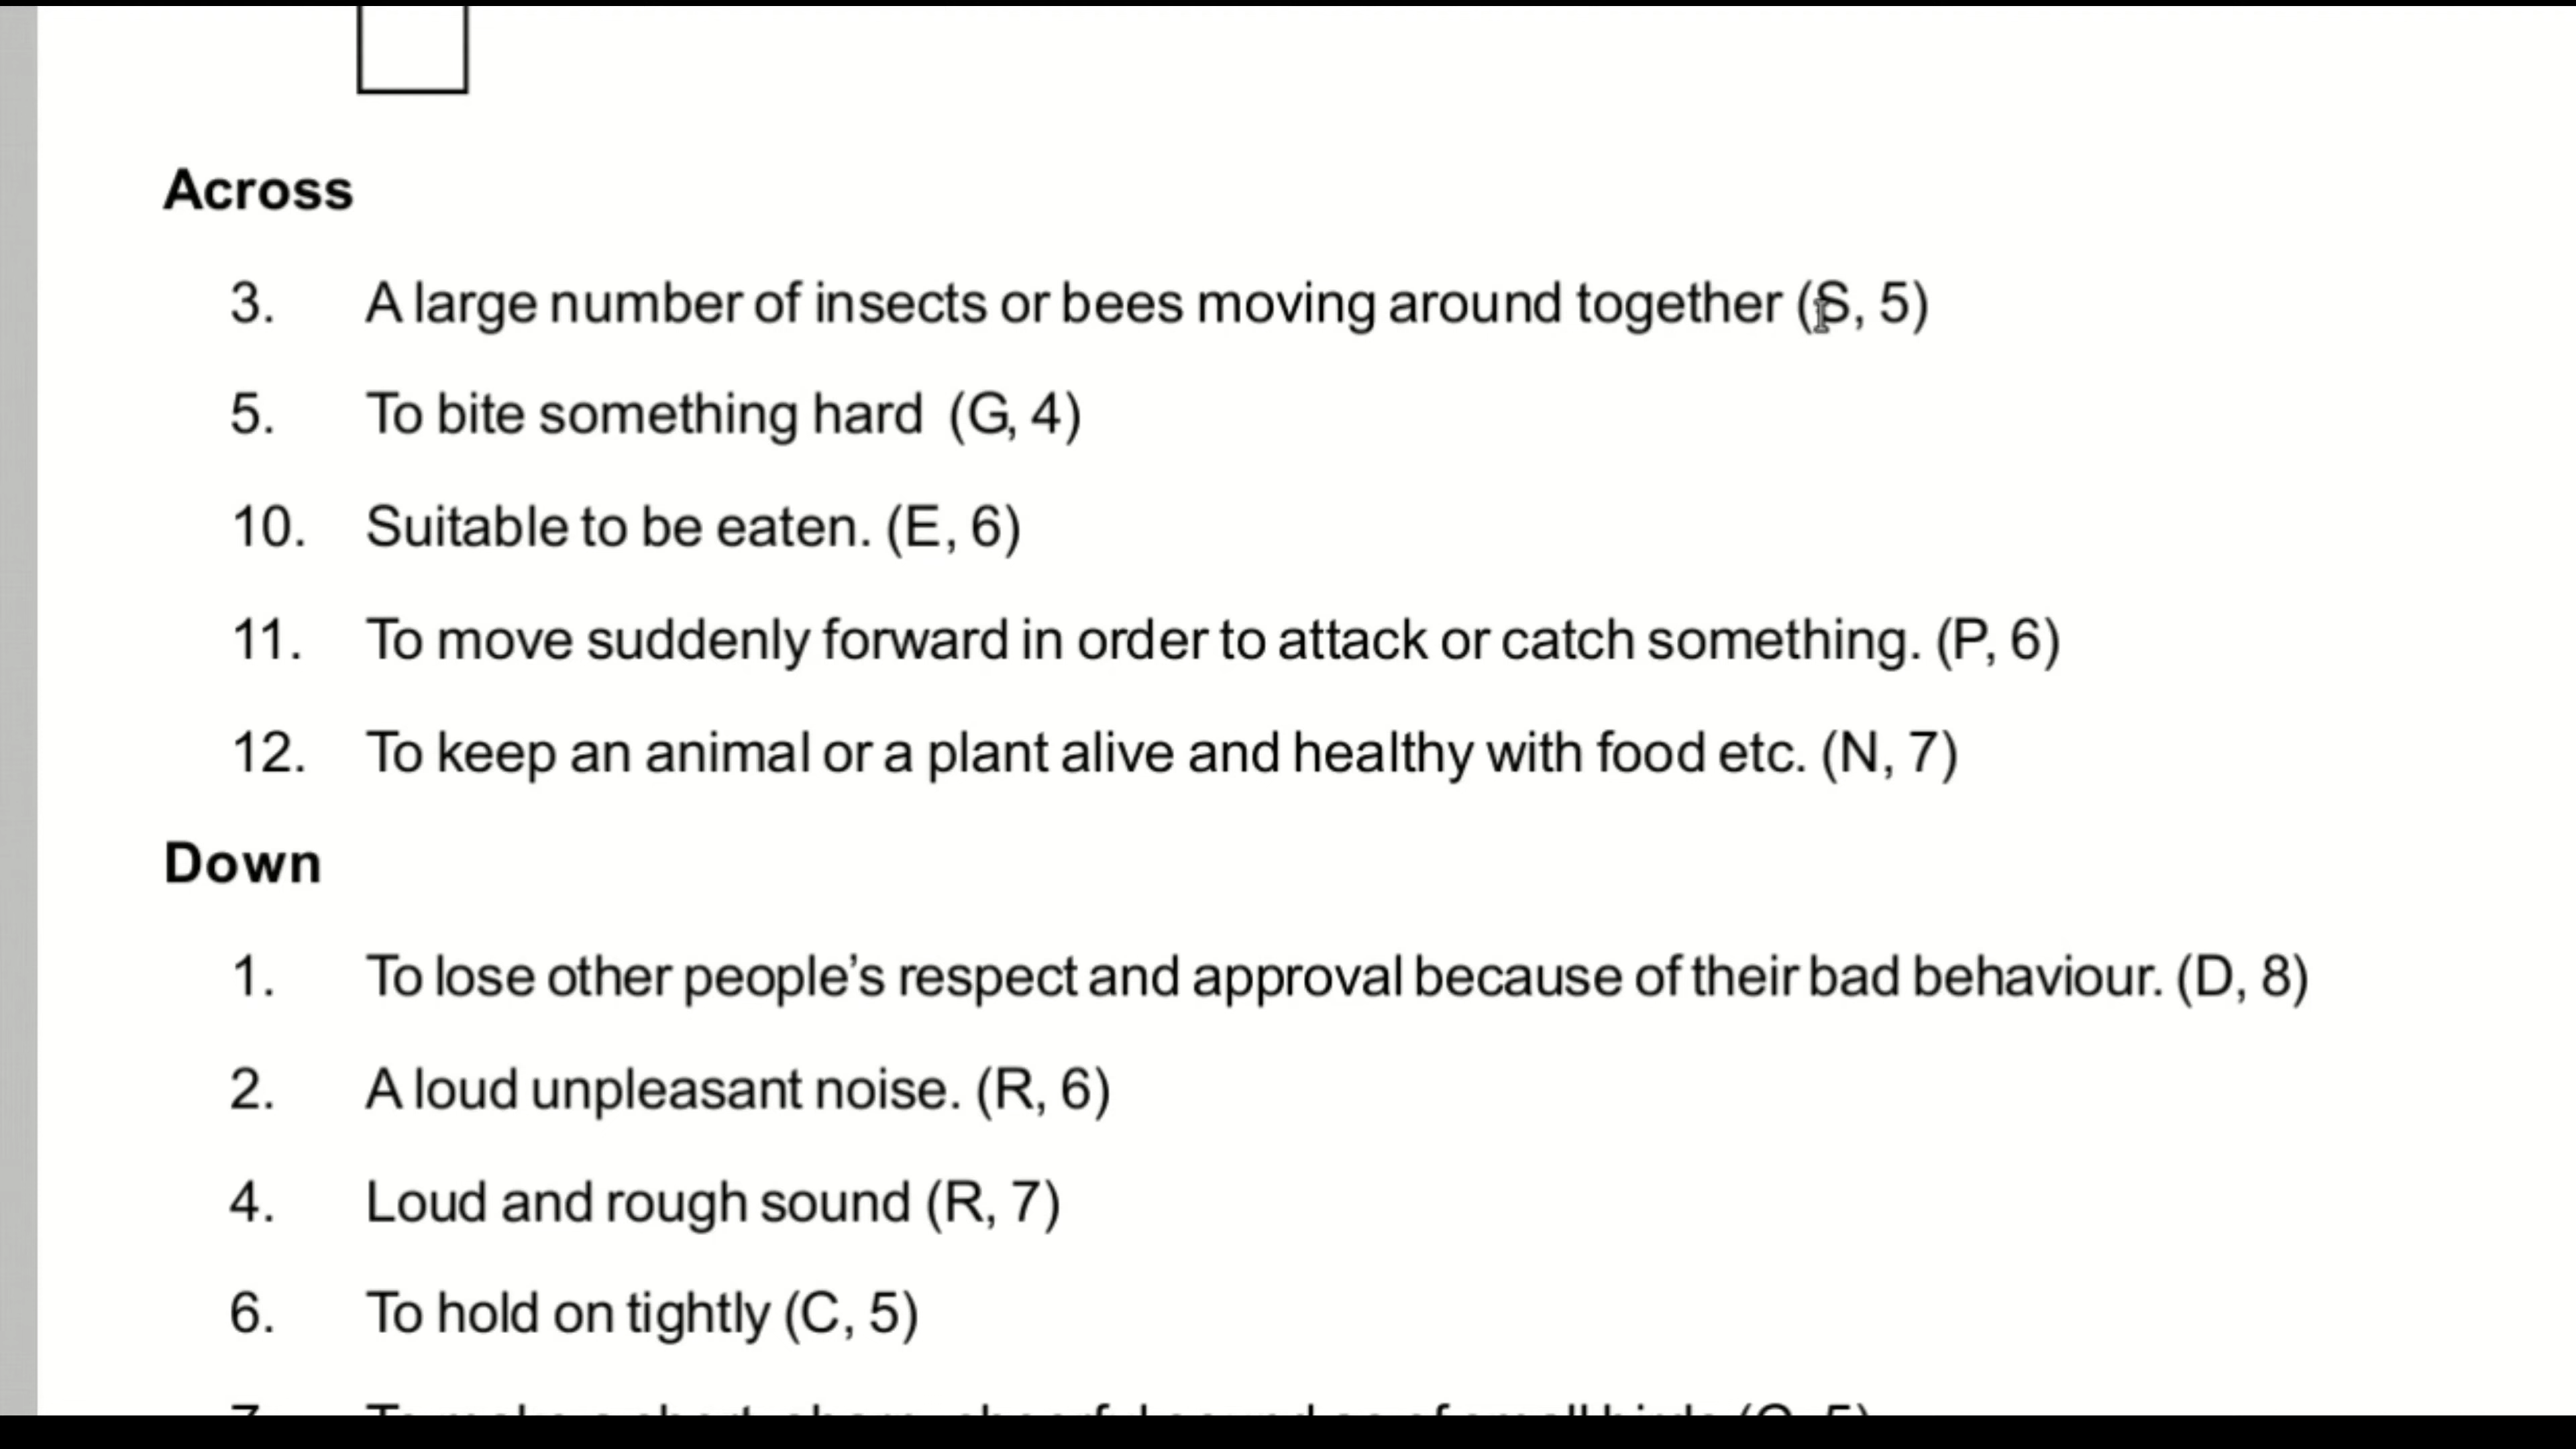 Across
3. A large number of insects or bees moving around together (S, 5)
5. To bite something hard (G, 4)
10. Suitable to be eaten. (E, 6)
11. To move suddenly forward in order to attack or catch something. (P, 6)
12. To keep an animal or a plant alive and healthy with food etc. (N, 7)
Down
1. To lose other people’s respect and approval because of their bad behaviour. (D, 8)
2. A loud unpleasant noise. (R, 6)
4. Loud and rough sound (R, 7)
6. To hold on tightly (C, 5)